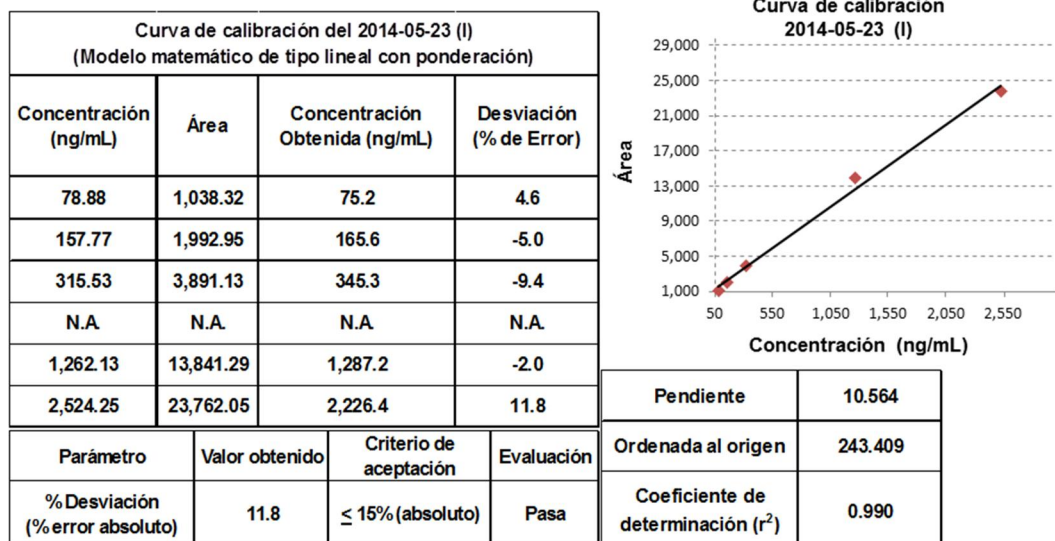 Curva de calibración del 2014-05-23 (I)
(Modelo matemático de tipo lineal con ponderación)
Concentración (ng/mL) Área Concentración Obtenida (ng/mL) Desviación (% de Error)
78.88 1,038.32 75.2 4.6
157.77 1,992.95 165.6 -5.0
315.53 3,891.13 345.3 -9.4
N.A. N.A. N.A. N.A.
1,262.13 13,841.29 1,287.2 -2.0
2,524.25 23,762.05 2,226.4 11.8
Parámetro Valor obtenido Criterio de aceptación Evaluación
%Desviación (%error absoluto) 11.8 ≤ 15%(absoluto) Pasa
Curva de calibración
2014-05-23 (I)
29,000
25,000
21,000
17,000
13,000
9,000
5,000
1,000
Área
50 550 1,050 1,550 2,050 2,550
Concentración (ng/mL)
Pendiente 10.564
Ordenada al origen 243.409
Coeficiente de determinación (r²) 0.990